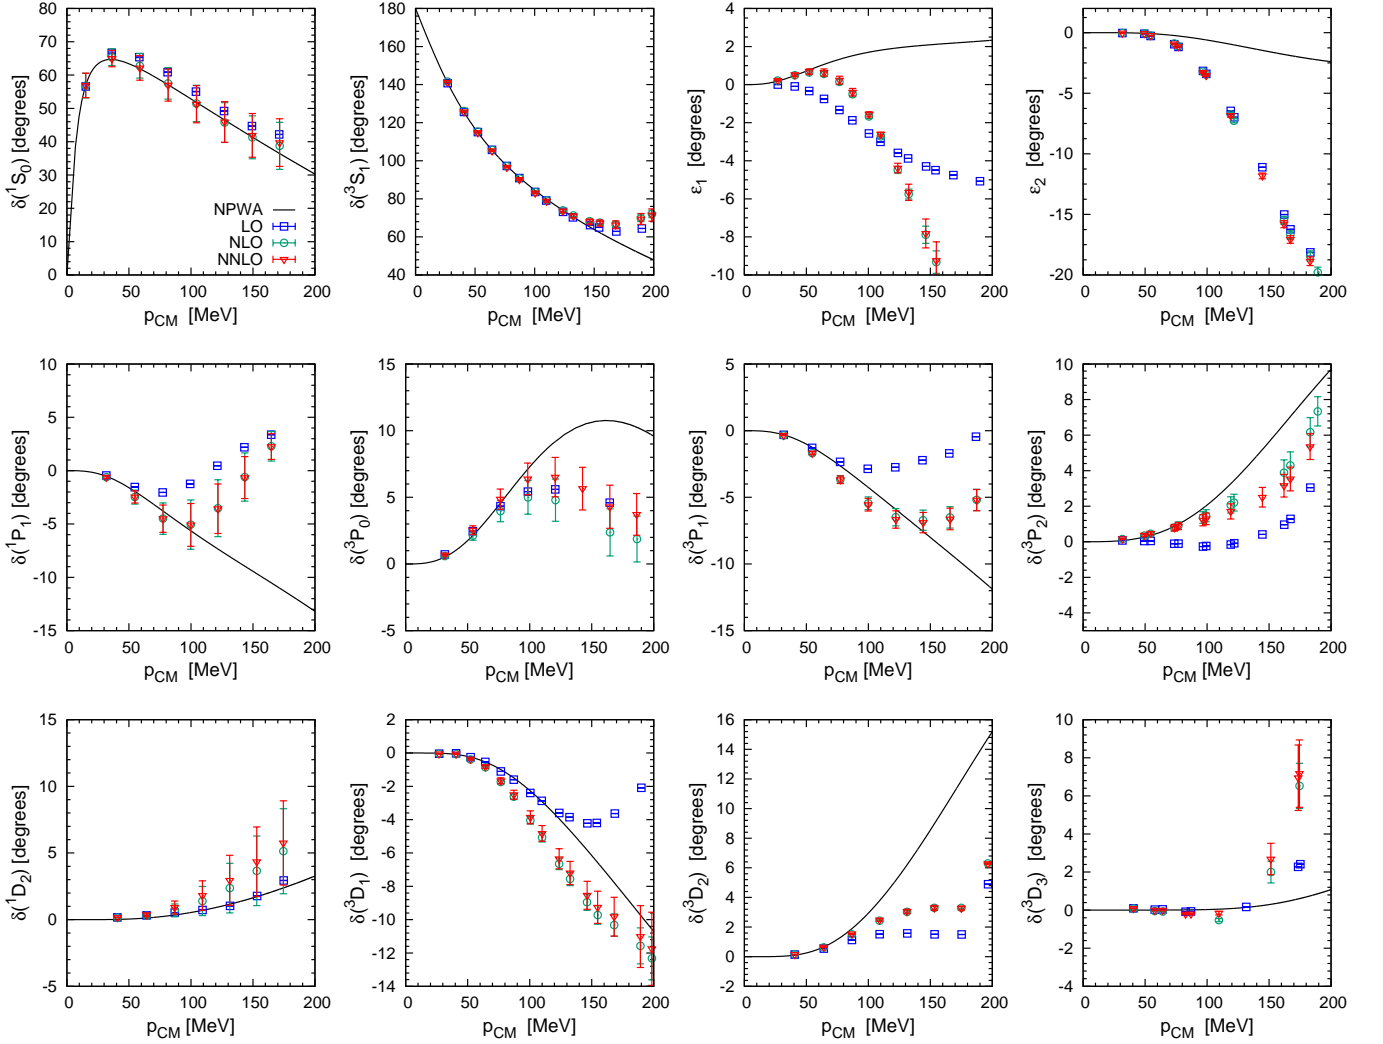 δ(¹S₀) [degrees]
80
70
60
50
40
30
20
10
0
NPWA
LO
NLO
NNLO
0 50 100 150 200
p_CM [MeV]
δ(³S₁) [degrees]
180
160
140
120
100
80
60
40
0 50 100 150 200
p_CM [MeV]
ε₁ [degrees]
4
2
0
-2
-4
-6
-8
-10
0 50 100 150 200
p_CM [MeV]
ε₂ [degrees]
0
-5
-10
-15
-20
0 50 100 150 200
p_CM [MeV]
δ(¹P₁) [degrees]
10
5
0
-5
-10
-15
0 50 100 150 200
p_CM [MeV]
δ(³P₀) [degrees]
15
10
5
0
-5
0 50 100 150 200
p_CM [MeV]
δ(³P₁) [degrees]
5
0
-5
-10
-15
0 50 100 150 200
p_CM [MeV]
δ(³P₂) [degrees]
10
8
6
4
2
0
-2
-4
0 50 100 150 200
p_CM [MeV]
δ(¹D₂) [degrees]
15
10
5
0
-5
0 50 100 150 200
p_CM [MeV]
δ(³D₁) [degrees]
2
0
-2
-4
-6
-8
-10
-12
-14
0 50 100 150 200
p_CM [MeV]
δ(³D₂) [degrees]
16
14
12
10
8
6
4
2
0
-2
0 50 100 150 200
p_CM [MeV]
δ(³D₃) [degrees]
10
8
6
4
2
0
-2
-4
0 50 100 150 200
p_CM [MeV]